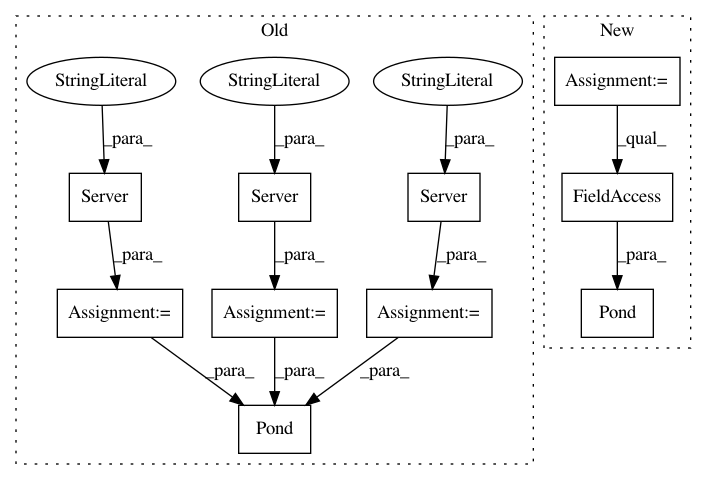 Old
New
StringLiteral
StringLiteral
StringLiteral
Assignment:=
_para_
_para_
_para_
_qual_
Server
Server
Server
FieldAccess
_para_
_para_
_para_
_para_
Assignment:=
Assignment:=
Assignment:=
Pond
_para_
_para_
_para_
Pond